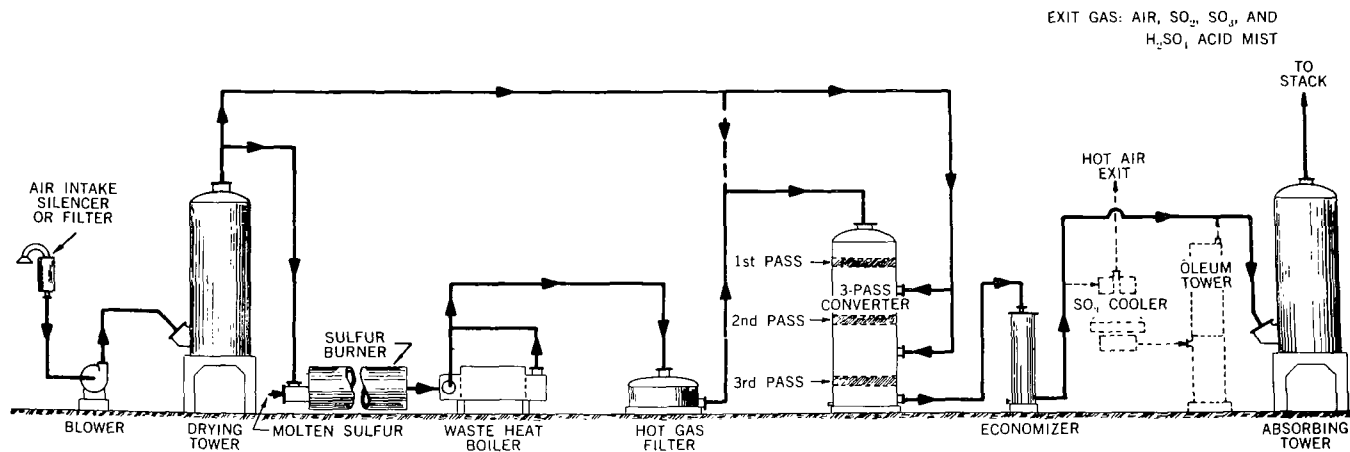 EXIT GAS: AIR, SO₂, SO₃, AND
H₂SO₄ ACID MIST
TO
STACK
HOT AIR
EXIT
AIR INTAKE
SILENCER
OR FILTER
1st PASS
3-PASS
CONVERTER
2nd PASS
3rd PASS
OLEUM
TOWER
SO₃ COOLER
SULFUR
BURNER
BLOWER
DRYING
TOWER
MOLTEN SULFUR
WASTE HEAT
BOILER
HOT GAS
FILTER
ECONOMIZER
ABSORBING
TOWER